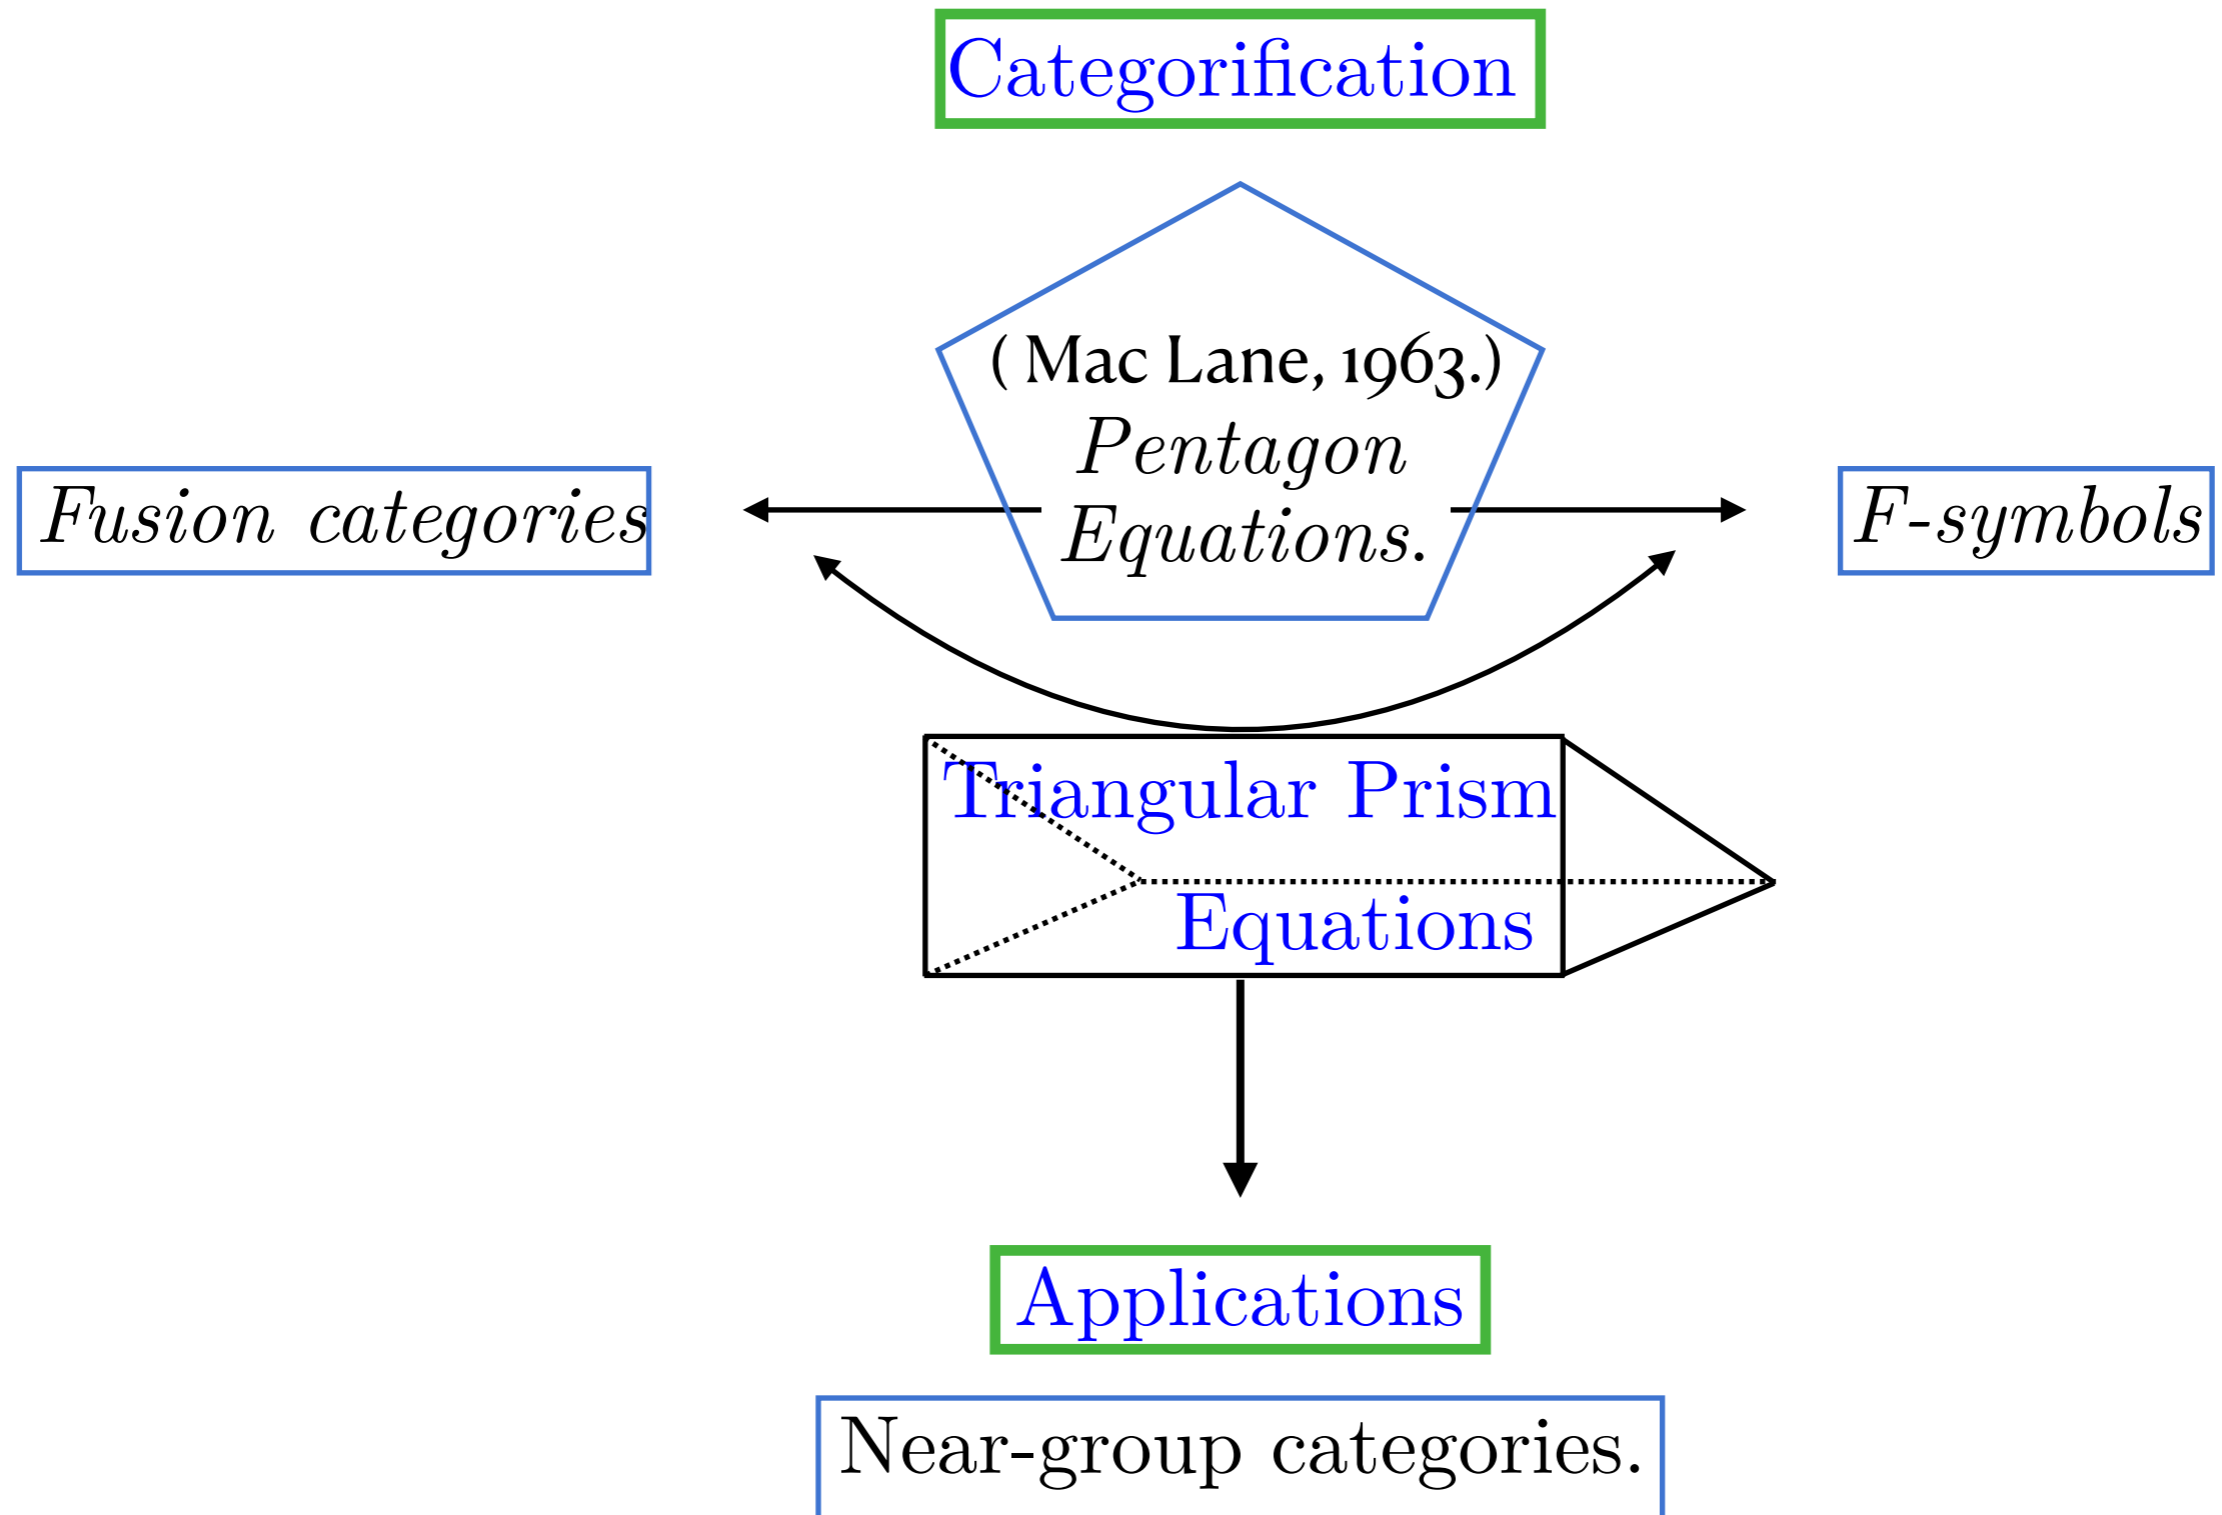 Categorification
( Mac Lane, 1963.)
Pentagon
Equations.
Fusion categories
F-symbols
Triangular Prism
Equations
Applications
Near-group categories.